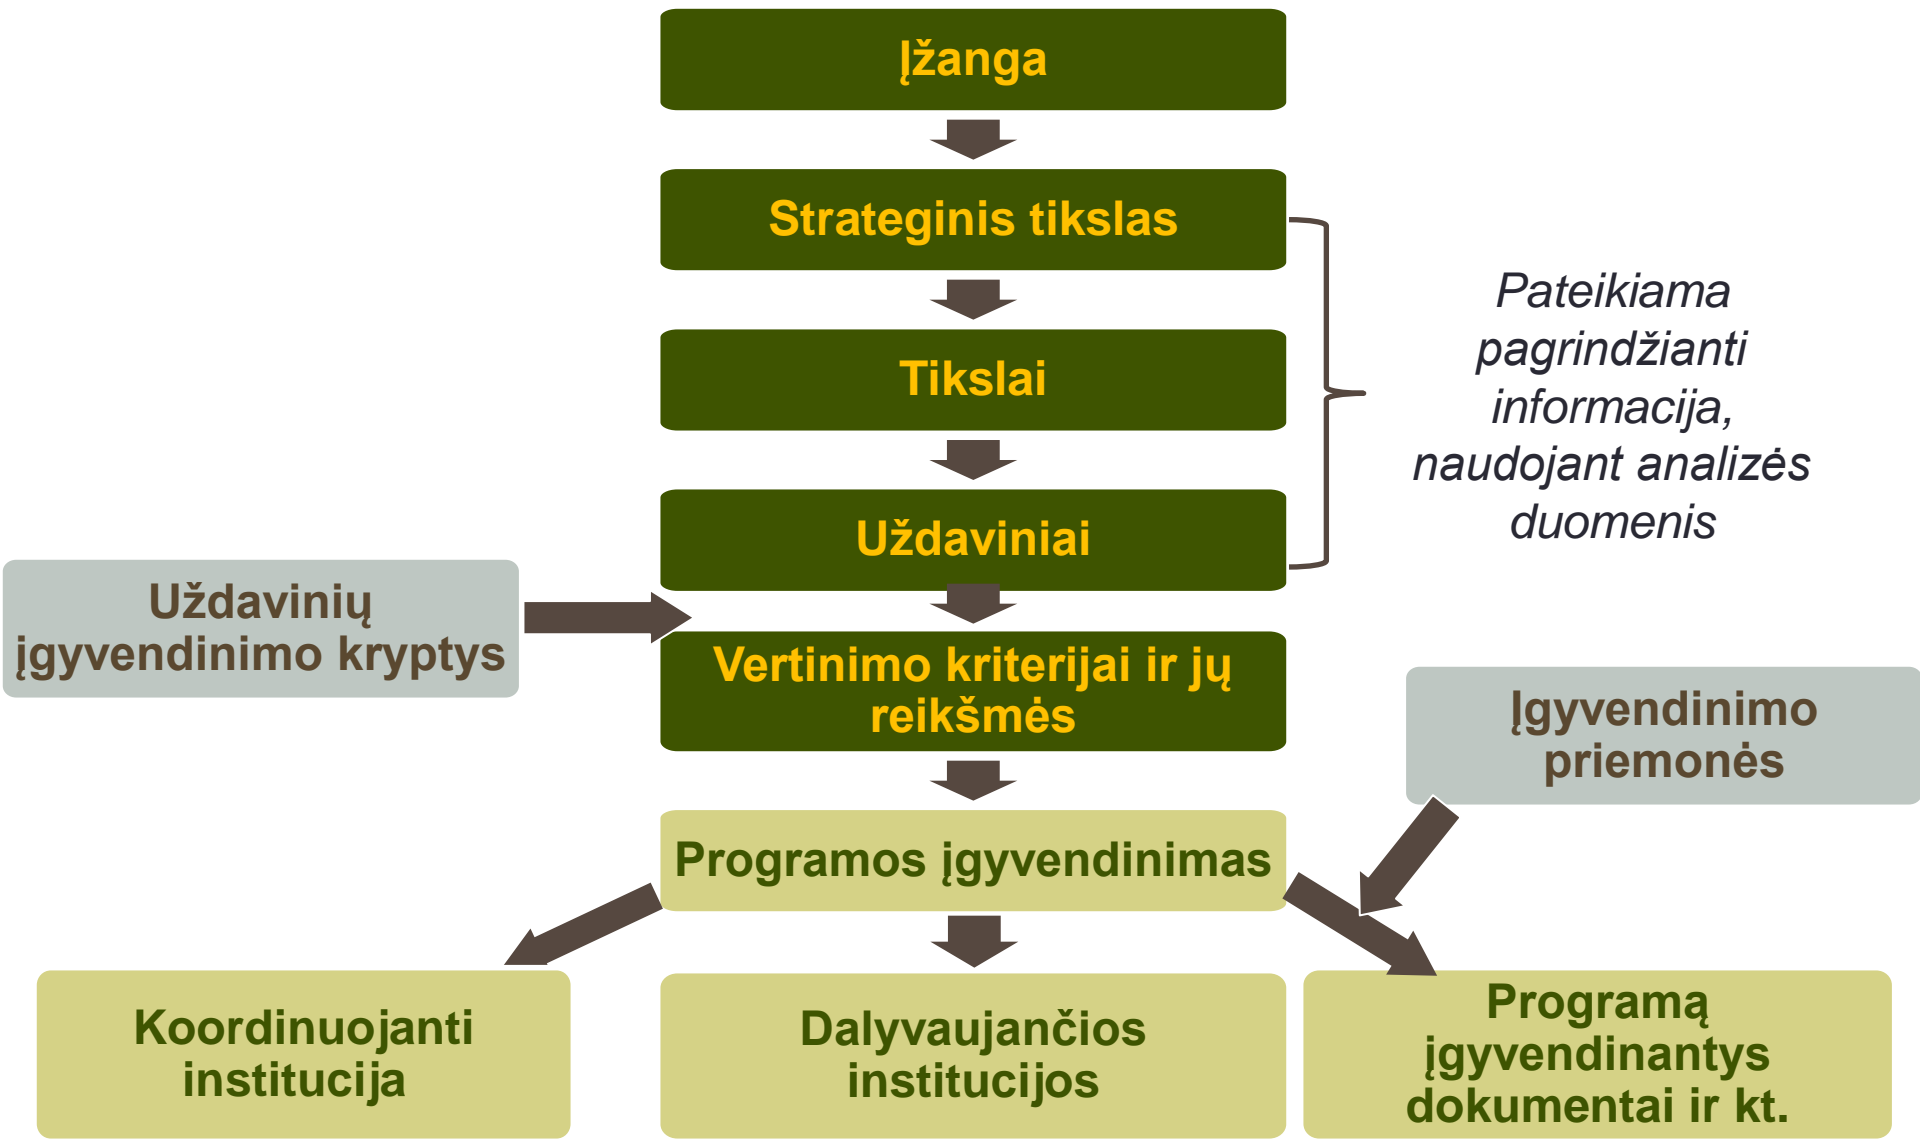 Įžanga
Strateginis tikslas
Tikslai
Uždaviniai
Pateikiama
pagrindžianti
informacija,
naudojant analizės
duomenis
Uždavinių
įgyvendinimo kryptys
Vertinimo kriterijai ir jų
reikšmės
Įgyvendinimo
priemonės
Programos įgyvendinimas
Koordinuojanti
institucija
Dalyvaujančios
institucijos
Programą
įgyvendinantys
dokumentai ir kt.